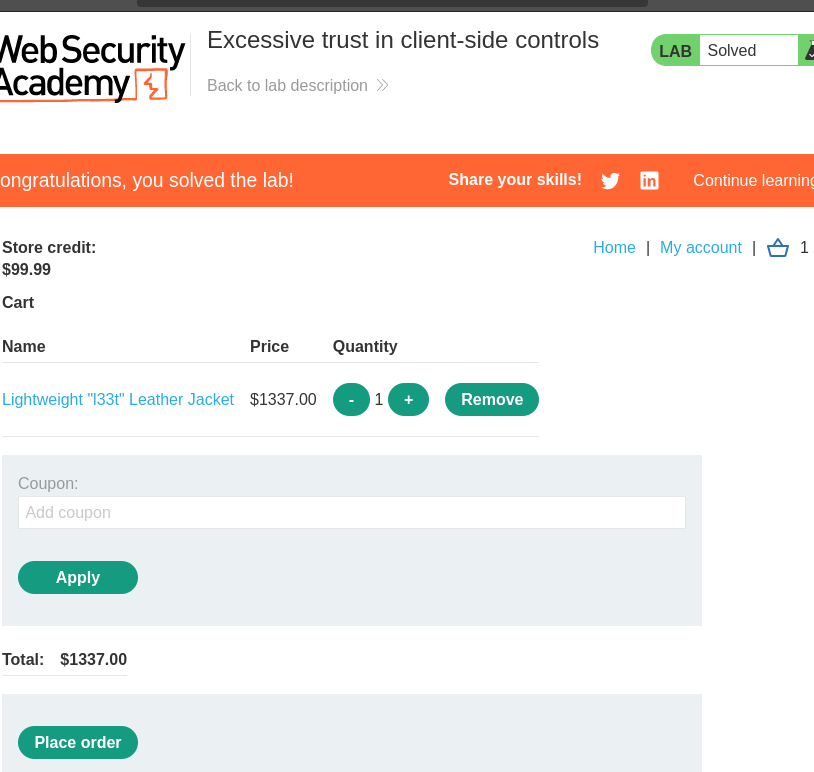 Web Security
Academy
Excessive trust in client-side controls
Back to lab description
LAB Solved
ongratulations, you solved the lab!
Share your skills!
Continue learning
Store credit:
$99.99
Home | My account | 1
Cart
Name Price Quantity
Lightweight "l33t" Leather Jacket $1337.00 - 1 + Remove
Coupon:
Add coupon
Apply
Total: $1337.00
Place order